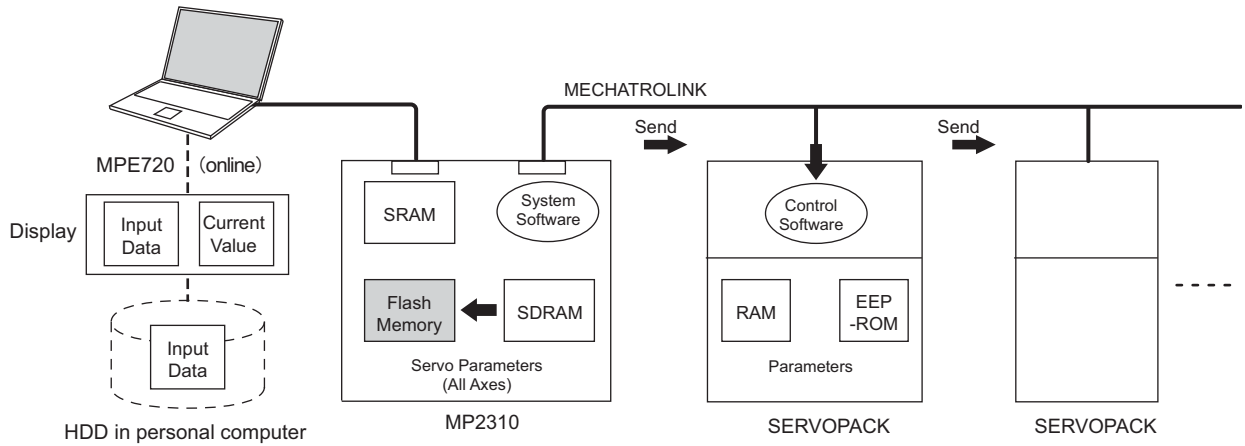 MECHATROLINK
Send
Send
MPE720 (online)
Display
Input
Data
Current
Value
Input
Data
HDD in personal computer
SRAM
System
Software
Flash
Memory
SDRAM
Servo Parameters
(All Axes)
MP2310
Control
Software
RAM
EEP
-ROM
Parameters
SERVOPACK
SERVOPACK